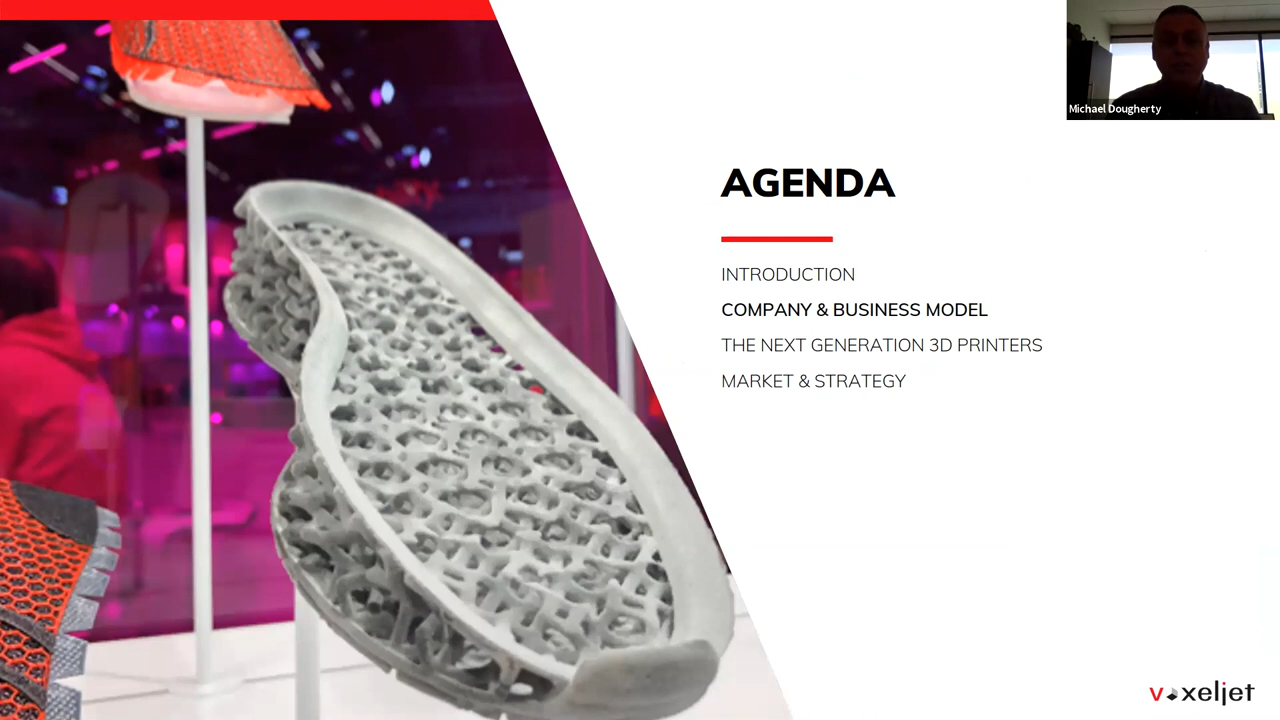 Michael Dougherty
AGENDA
INTRODUCTION
COMPANY & BUSINESS MODEL
THE NEXT GENERATION 3D PRINTERS
MARKET & STRATEGY
voxeljet